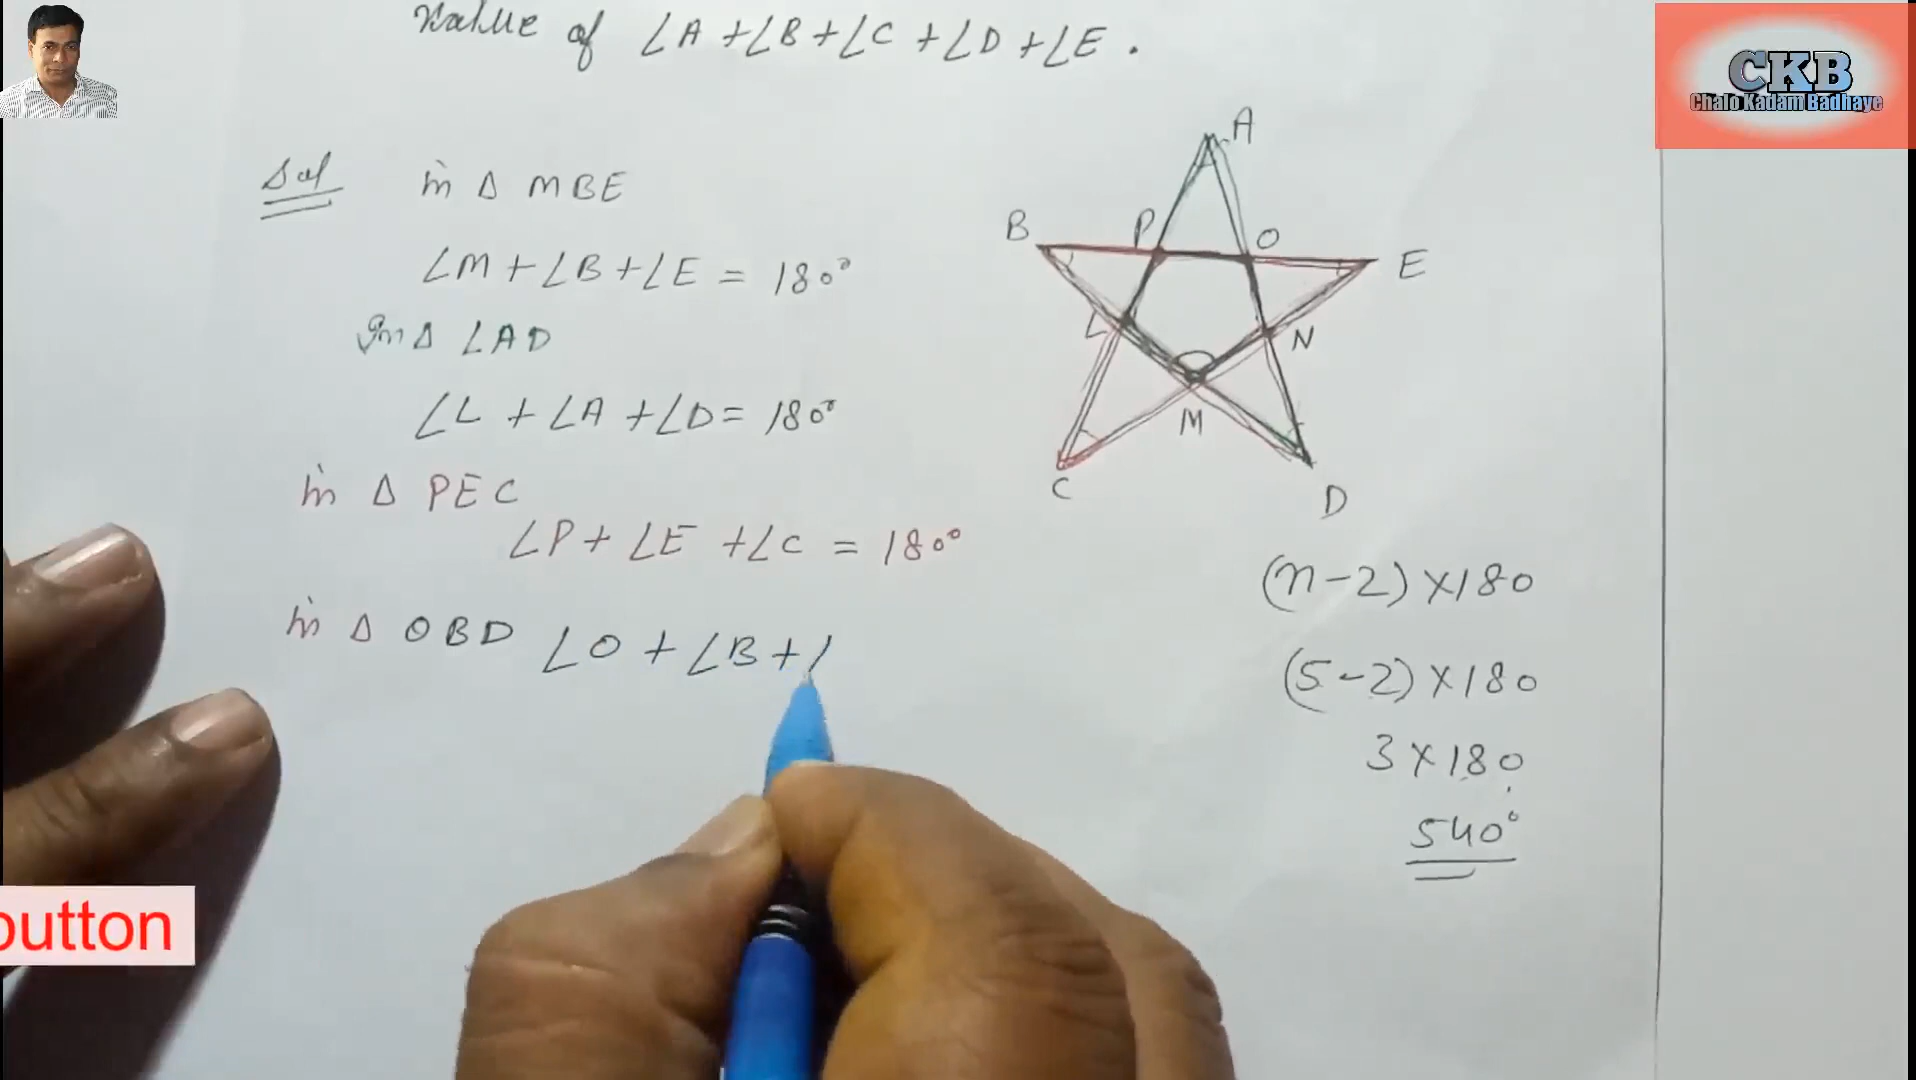 Value of ∠A+∠B+∠C+∠D+∠E.
CKB
Chalo Kadam Badhaye
Sol in Δ MBE
∠M+∠B+∠E = 180°
In Δ LAD
∠L+∠A+∠D= 180°
in Δ PEC
∠P+∠E+∠C = 180°
in Δ OBD ∠O+∠B+∠
A
B
P
O
E
L
N
M
C
D
(n-2)×180
(5-2)×180
3×180
540°
button